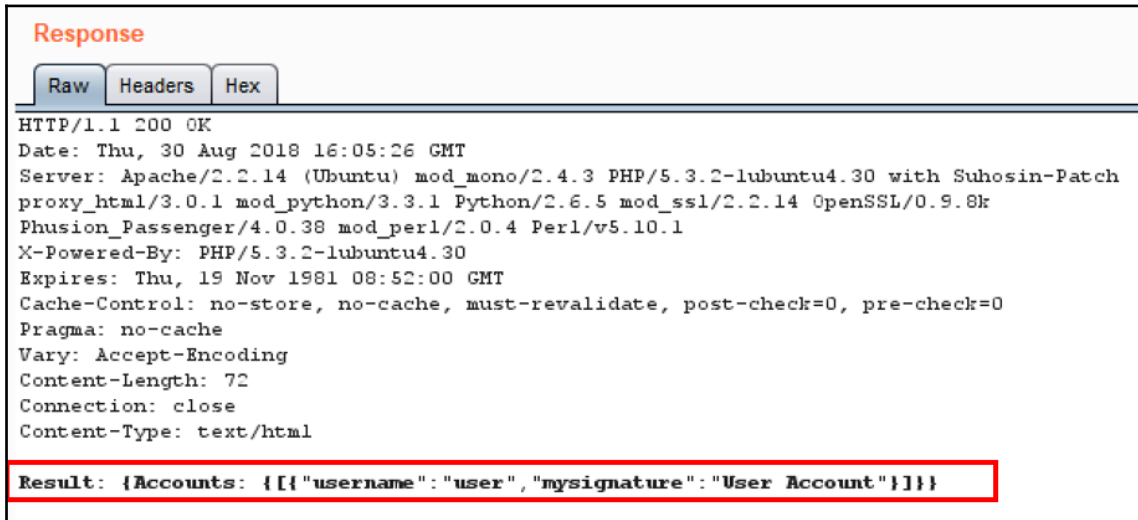 Response
Raw Headers Hex
HTTP/1.1 200 OK
Date: Thu, 30 Aug 2018 16:05:26 GMT
Server: Apache/2.2.14 (Ubuntu) mod_mono/2.4.3 PHP/5.3.2-1ubuntu4.30 with Suhosin-Patch
proxy_html/3.0.1 mod_python/3.3.1 Python/2.6.5 mod_ssl/2.2.14 OpenSSL/0.9.8k
Phusion_Passenger/4.0.38 mod_perl/2.0.4 Perl/v5.10.1
X-Powered-By: PHP/5.3.2-1ubuntu4.30
Expires: Thu, 19 Nov 1981 08:52:00 GMT
Cache-Control: no-store, no-cache, must-revalidate, post-check=0, pre-check=0
Pragma: no-cache
Vary: Accept-Encoding
Content-Length: 72
Connection: close
Content-Type: text/html
Result: {Accounts: {[{"username":"user","mysignature":"User Account"}]}}